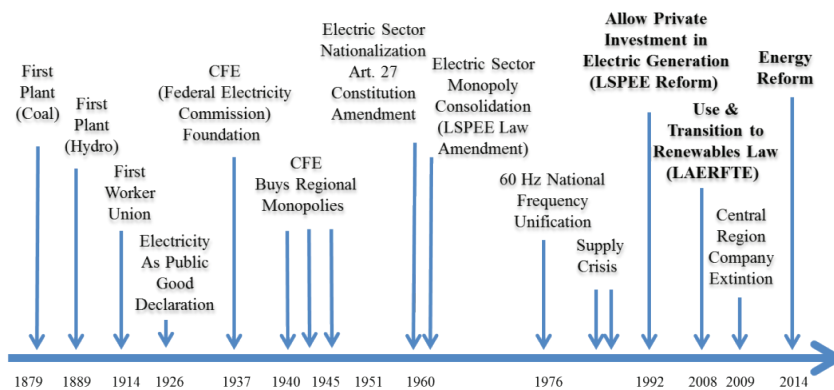 First
Plant
(Coal)
First
Plant
(Hydro)
First
Worker
Union
Electricity
As Public
Good
Declaration
CFE
(Federal Electricity
Commission)
Foundation
CFE
Buys Regional
Monopolies
Electric Sector
Nationalization
Art. 27
Constitution
Amendment
Electric Sector
Monopoly
Consolidation
(LSPEE Law
Amendment)
60 Hz National
Frequency
Unification
Supply
Crisis
Allow Private
Investment in
Electric Generation
(LSPEE Reform)
Use &
Transition to
Renewables Law
(LAERFTE)
Central
Region
Company
Extintion
Energy
Reform
1879 1889 1914 1926 1937 1940 1945 1951 1960 1976 1992 2008 2009 2014